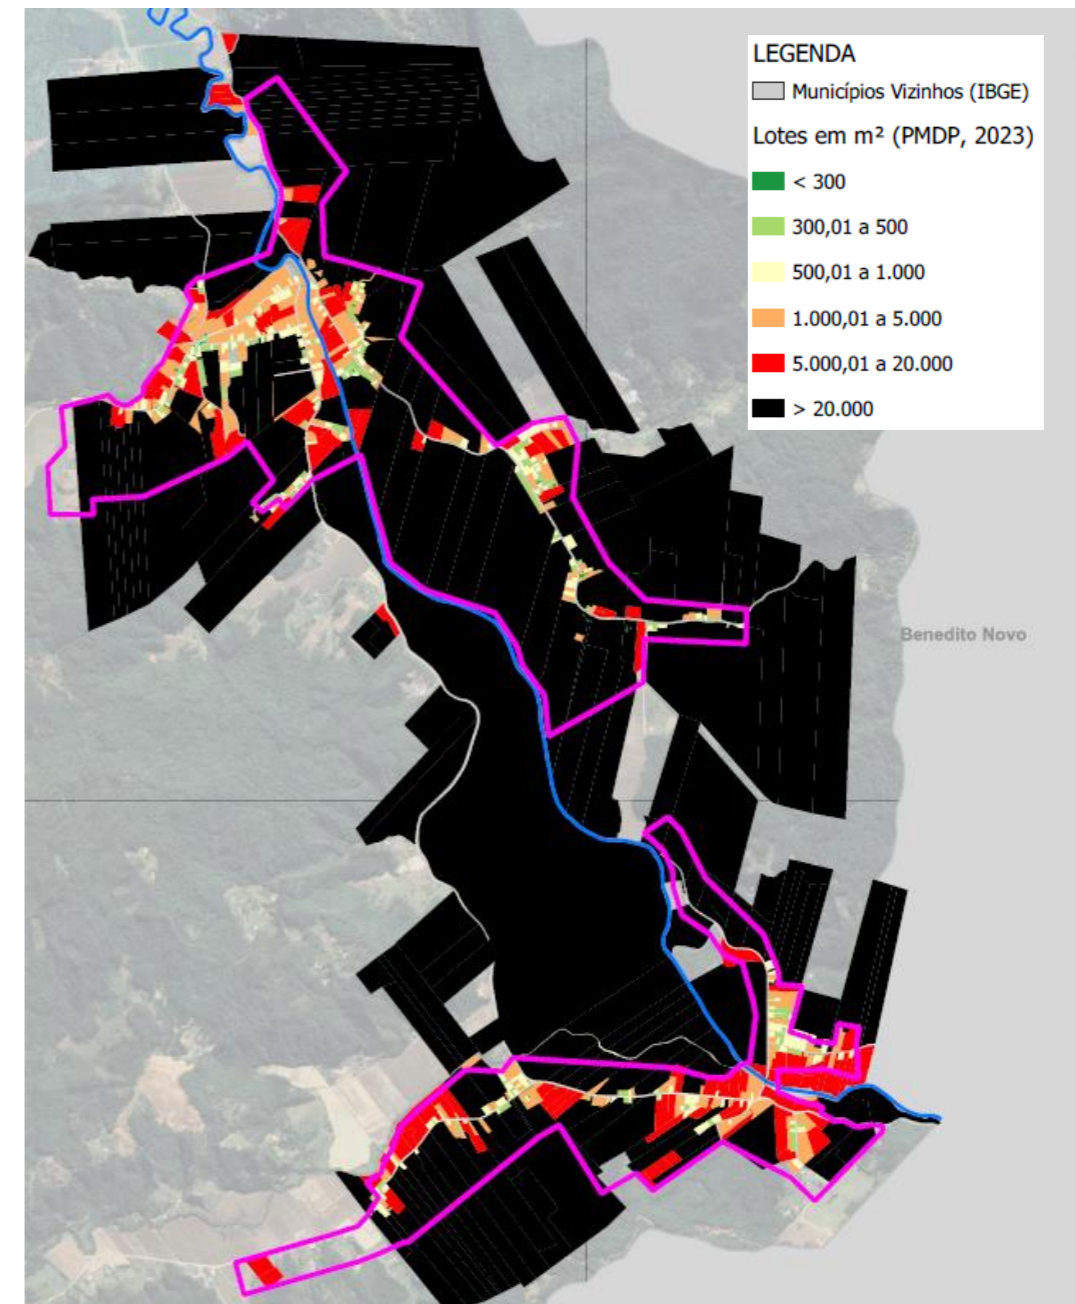 LEGENDA
Municípios Vizinhos (IBGE)
Lotes em m² (PMDP, 2023)
< 300
300,01 a 500
500,01 a 1.000
1.000,01 a 5.000
5.000,01 a 20.000
> 20.000
Benedito Novo